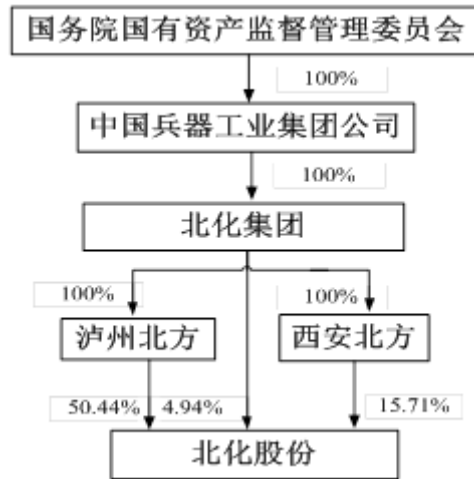 国务院国有资产监督管理委员会
100%
中国兵器工业集团公司
100%
北化集团
100%
100%
泸州北方
西安北方
50.44%
4.94%
15.71%
北化股份